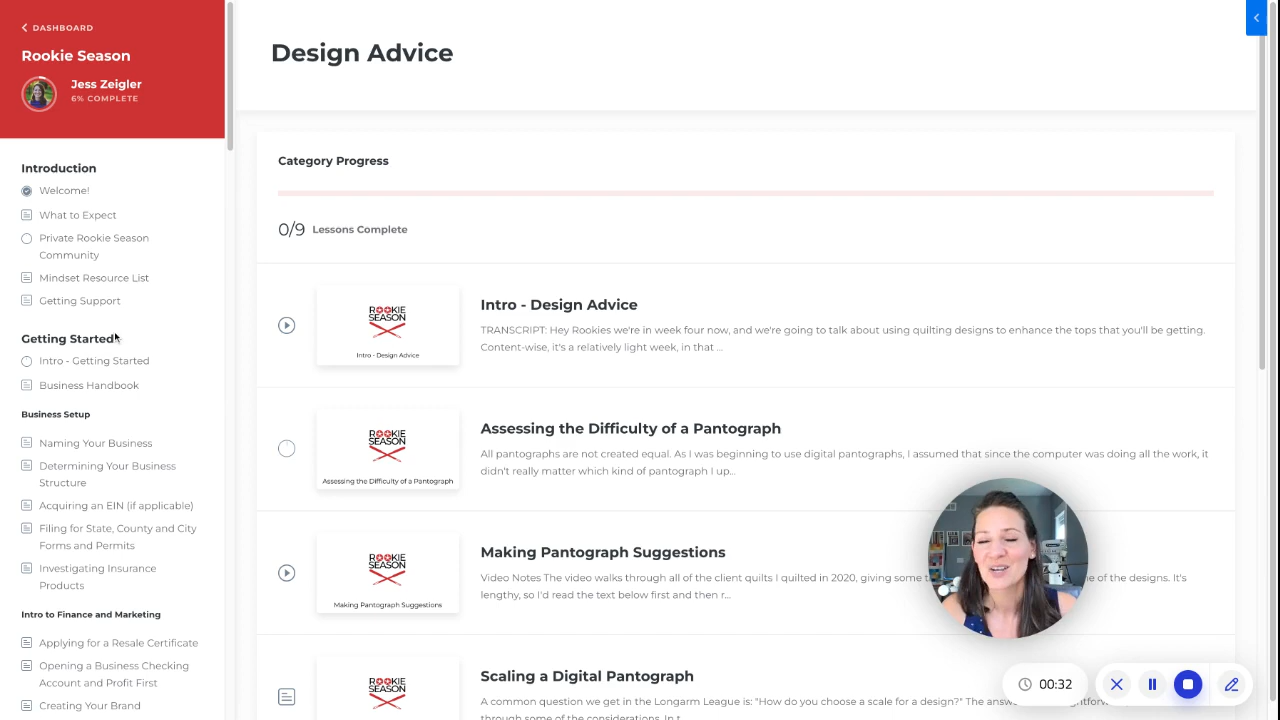 DASHBOARD
Rookie Season
Jess Zeigler
6% COMPLETE
Introduction
Welcome!
What to Expect
Private Rookie Season
Community
Mindset Resource List
Getting Support
Getting Started
Intro - Getting Started
Business Handbook
Business Setup
Naming Your Business
Determining Your Business
Structure
Acquiring an EIN (if applicable)
Filing for State, County and City
Forms and Permits
Investigating Insurance
Products
Intro to Finance and Marketing
Applying for a Resale Certificate
Opening a Business Checking
Account and Profit First
Creating Your Brand
Design Advice
Category Progress
0/9 Lessons Complete
ROOKIE
SEASON
Intro - Design Advice
Intro - Design Advice
TRANSCRIPT: Hey Rookies we're in week four now, and we're going to talk about using quilting designs to enhance the tops that you'll be getting.
Content-wise, it's a relatively light week, in that ...
ROOKIE
SEASON
Assessing the Difficulty of a Pantograph
Assessing the Difficulty of a Pantograph
All pantographs are not created equal. As I was beginning to use digital pantographs, I assumed that since the computer was doing all the work, it
didn't really matter which kind of pantograph I up...
ROOKIE
SEASON
Making Pantograph Suggestions
Making Pantograph Suggestions
Video Notes The video walks through all of the client quilts I quilted in 2020, giving some t ne of the designs. It's
lengthy, so I'd read the text below first and then r...
ROOKIE
SEASON
Scaling a Digital Pantograph
A common question we get in the Longarm League is: "How do you choose a scale for a design?" The answ
through some of the considerations. In t
00:32